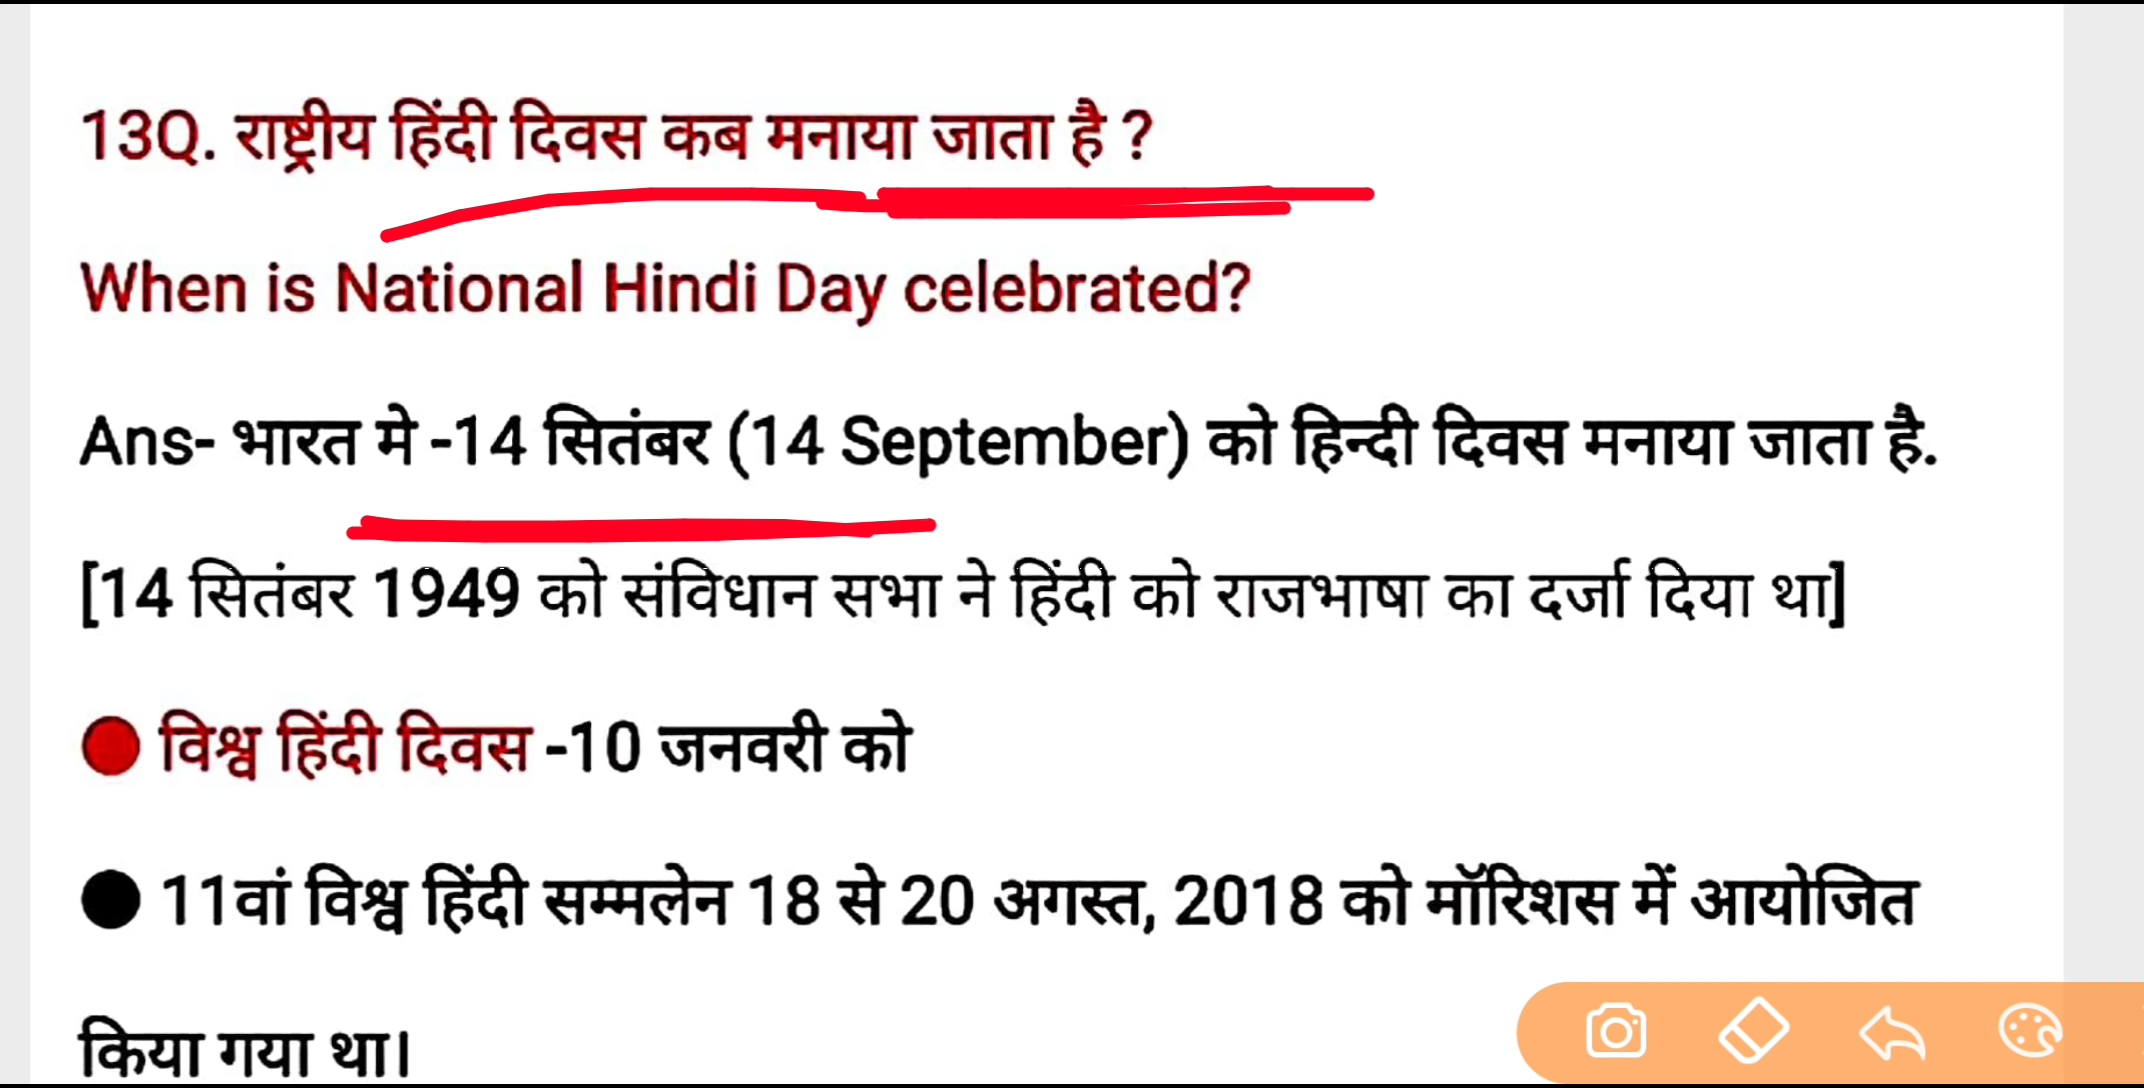 13Q. राष्ट्रीय हिंदी दिवस कब मनाया जाता है ?
When is National Hindi Day celebrated?
Ans- भारत मे -14 सितंबर (14 September) को हिन्दी दिवस मनाया जाता है.
[14 सितंबर 1949 को संविधान सभा ने हिंदी को राजभाषा का दर्जा दिया था]
विश्व हिंदी दिवस -10 जनवरी को
11वां विश्व हिंदी सम्मलेन 18 से 20 अगस्त, 2018 को मॉरिशस में आयोजित
किया गया था।